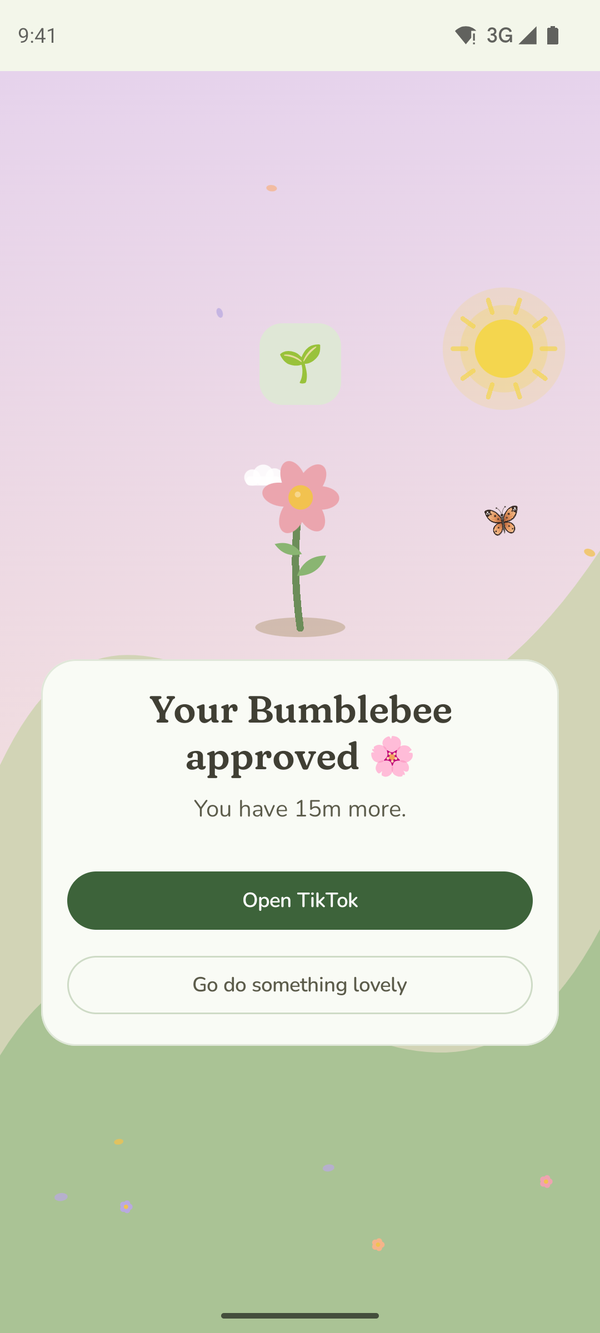 9:41
3G
Your Bumblebee
approved 🌸
You have 15m more.
Open TikTok
Go do something lovely